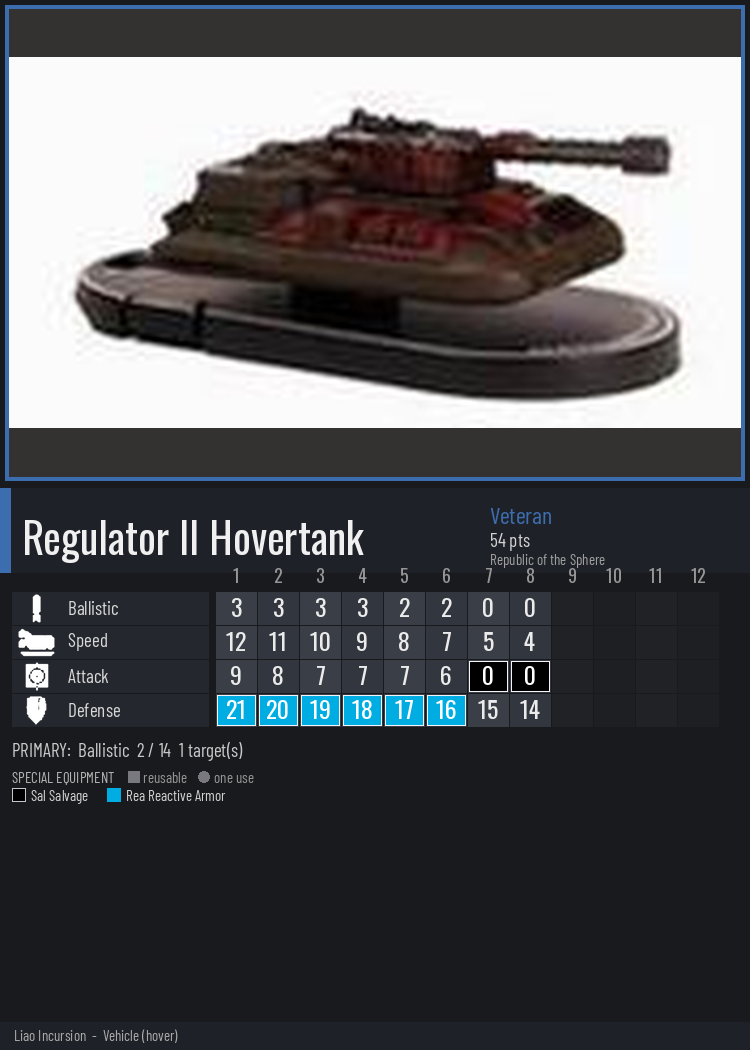 Regulator II Hovertank
Veteran
54 pts
Republic of the Sphere
1 2 3 4 5 6 7 8 9 10 11 12
Ballistic 3 3 3 3 2 2 0 0
Speed 12 11 10 9 8 7 5 4
Attack 9 8 7 7 7 6 0 0
Defense 21 20 19 18 17 16 15 14
PRIMARY: Ballistic 2 / 14 1 target(s)
SPECIAL EQUIPMENT reusable one use
Sal Salvage Rea Reactive Armor
Liao Incursion - Vehicle (hover)